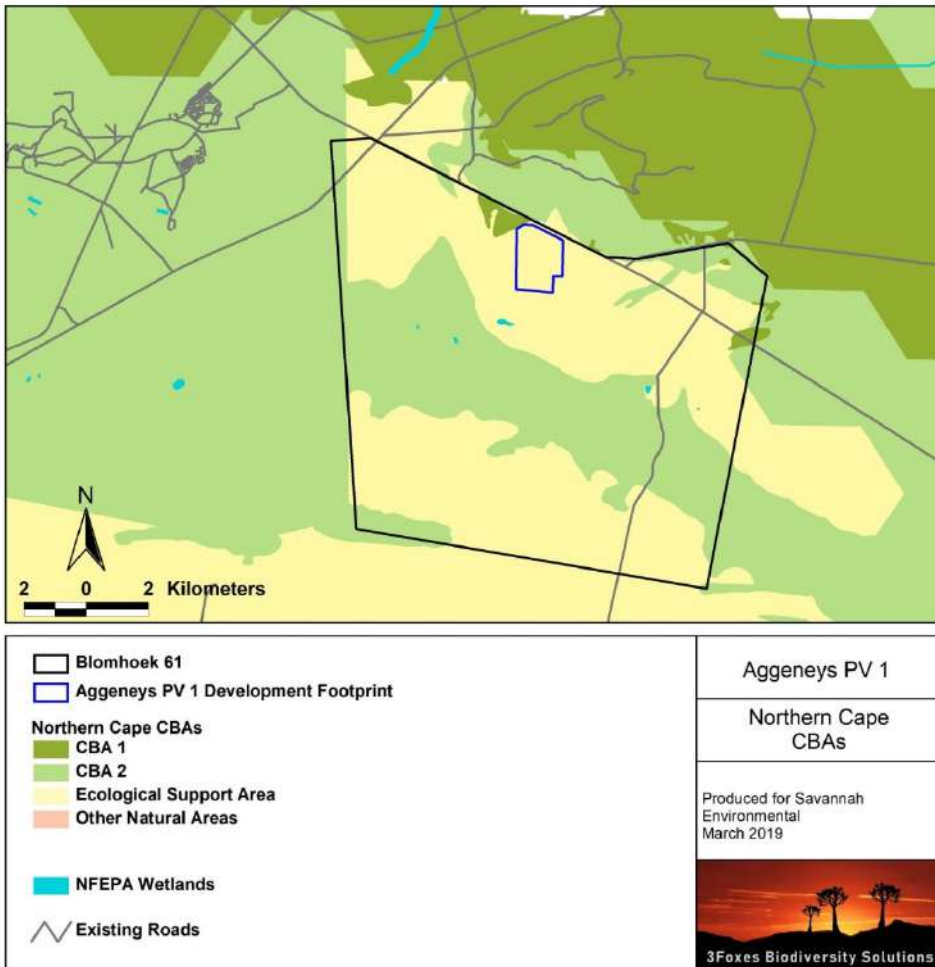 N
2 0 2 Kilometers
Blomhoek 61
Aggeneys PV 1 Development Footprint
Northern Cape CBAs
CBA 1
CBA 2
Ecological Support Area
Other Natural Areas
NFEPA Wetlands
Existing Roads
Aggeneys PV 1
Northern Cape
CBAs
Produced for Savannah
Environmental
March 2019
3Foxes Biodiversity Solutions